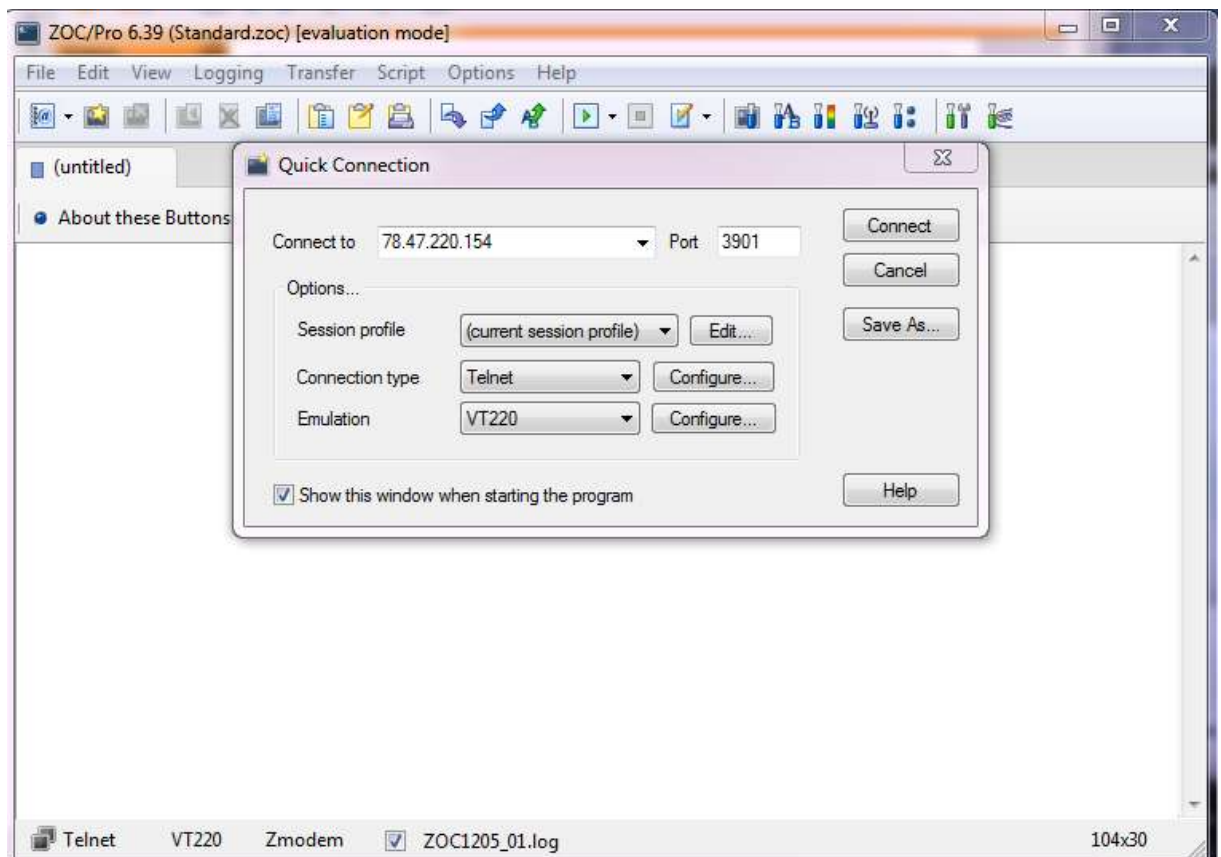 ZOC/Pro 6.39 (Standard.zoc) [evaluation mode]
File Edit View Logging Transfer Script Options Help
(untitled)
Quick Connection
About these Buttons
Connect to 78.47.220.154 Port 3901 Connect
Cancel
Options...
Session profile (current session profile) Edit... Save As...
Connection type Telnet Configure...
Emulation VT220 Configure...
Show this window when starting the program Help
Telnet VT220 Zmodem ZOC1205_01.log 104x30